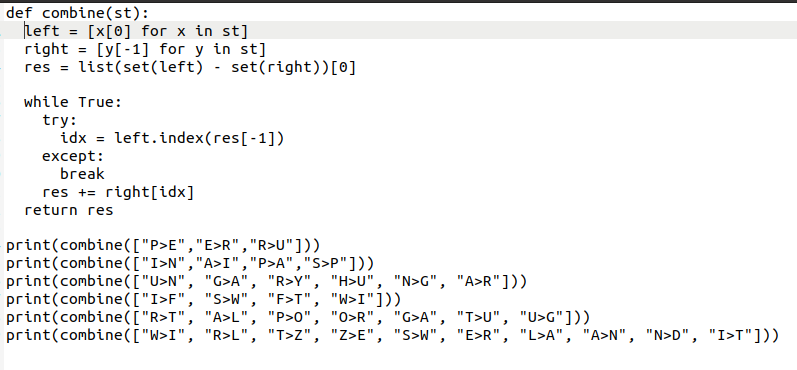 def combine(st):
  left = [x[0] for x in st]
  right = [y[-1] for y in st]
  res = list(set(left) - set(right))[0]

  while True:
    try:
      idx = left.index(res[-1])
    except:
      break
    res += right[idx]
  return res

print(combine(["P>E","E>R","R>U"]))
print(combine(["I>N","A>I","P>A","S>P"]))
print(combine(["U>N", "G>A", "R>Y", "H>U", "N>G", "A>R"]))
print(combine(["I>F", "S>W", "F>T", "W>I"]))
print(combine(["R>T", "A>L", "P>O", "O>R", "G>A", "T>U", "U>G"]))
print(combine(["W>I", "R>L", "T>Z", "Z>E", "S>W", "E>R", "L>A", "A>N", "N>D", "I>T"]))